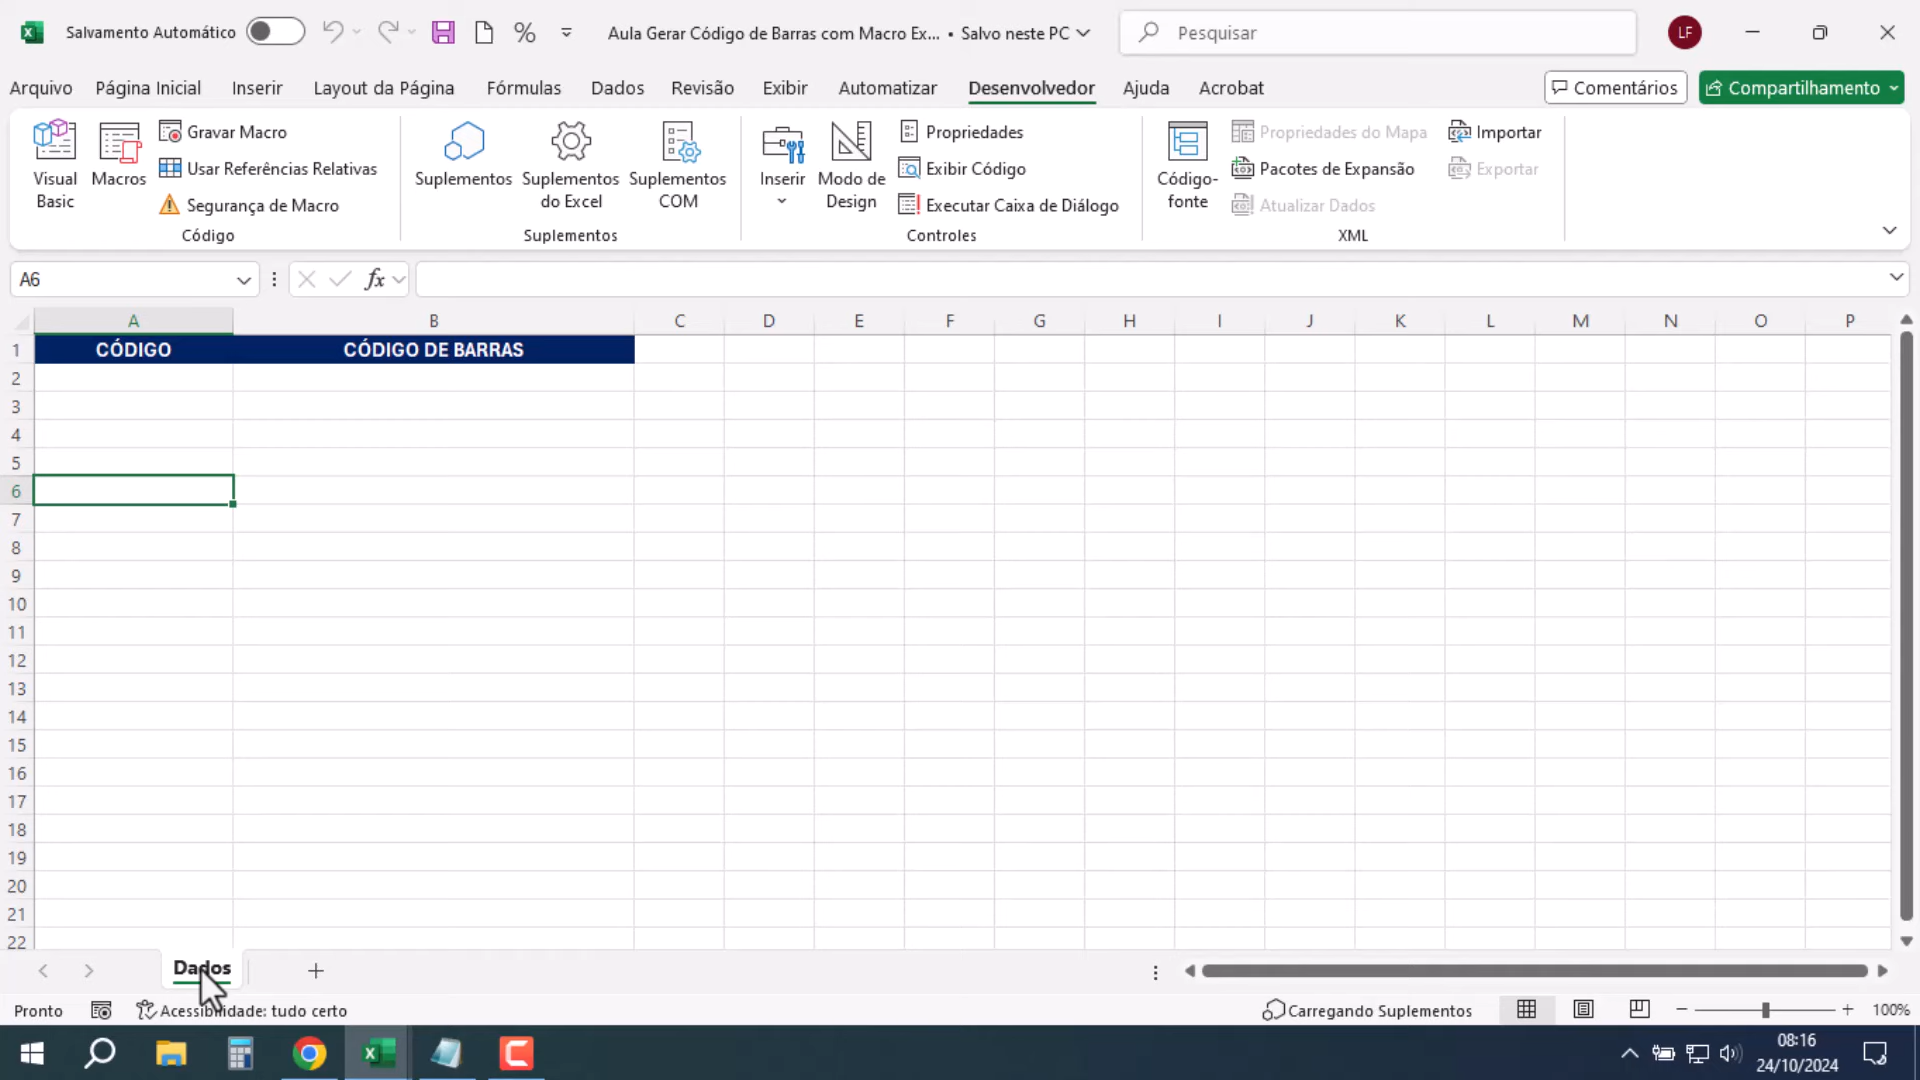 Salvamento Automático
Aula Gerar Código de Barras com Macro Ex... • Salvo neste PC
Pesquisar
LF
Arquivo Página Inicial Inserir Layout da Página Fórmulas Dados Revisão Exibir Automatizar Desenvolvedor Ajuda Acrobat
Comentários
Compartilhamento
Visual Basic
Macros
Gravar Macro
Usar Referências Relativas
Segurança de Macro
Código
Suplementos
Suplementos do Excel
Suplementos COM
Suplementos
Inserir
Modo de Design
Propriedades
Exibir Código
Executar Caixa de Diálogo
Controles
Código-fonte
Propriedades do Mapa
Pacotes de Expansão
Atualizar Dados
Importar
Exportar
XML
A6
fx
A B C D E F G H I J K L M N O P
1 CÓDIGO CÓDIGO DE BARRAS
2
3
4
5
6
7
8
9
10
11
12
13
14
15
16
17
18
19
20
21
22
Dados
Pronto
Acessibilidade: tudo certo
Carregando Suplementos
100%
08:16
24/10/2024